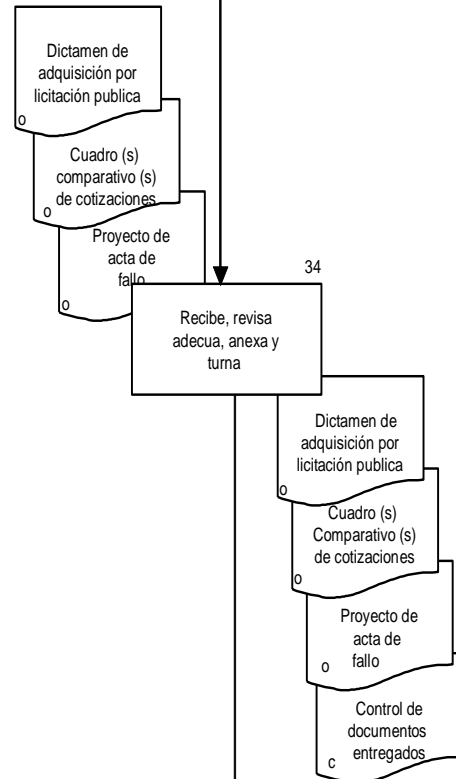 Dictamen de
adquisición por
licitación publica
o
Cuadro (s)
comparativo (s)
de cotizaciones
o
Proyecto de
acta de
fallo
o
34
Recibe, revisa
adecua, anexa y
turna
Dictamen de
adquisición por
licitación publica
o
Cuadro (s)
Comparativo (s)
de cotizaciones
o
Proyecto de
acta de
o fallo
Control de
documentos
entregados
c